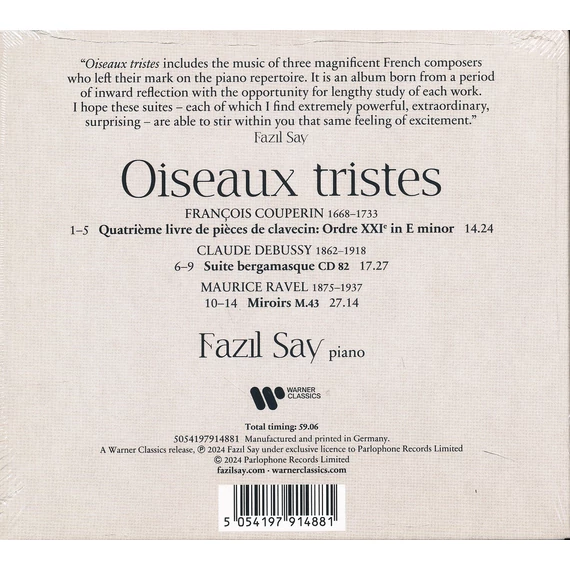 “Oiseaux tristes includes the music of three magnificent French composers
who left their mark on the piano repertoire. It is an album born from a period
of inward reflection with the opportunity for lengthy study of each work.
I hope these suites – each of which I find extremely powerful, extraordinary,
surprising – are able to stir within you that same feeling of excitement.”
Fazıl Say
Oiseaux tristes
FRANÇOIS COUPERIN 1668–1733
1–5 Quatrième livre de pièces de clavecin: Ordre XXIᵉ in E minor 14.24
CLAUDE DEBUSSY 1862–1918
6–9 Suite bergamasque CD 82 17.27
MAURICE RAVEL 1875–1937
10–14 Miroirs M.43 27.14
Fazıl Say piano
WARNER
CLASSICS
Total timing: 59.06
5054197914881 Manufactured and printed in Germany.
A Warner Classics release, ℗ 2024 Fazıl Say under exclusive licence to Parlophone Records Limited
© 2024 Parlophone Records Limited
fazilsay.com · warnerclassics.com
5 054197 914881